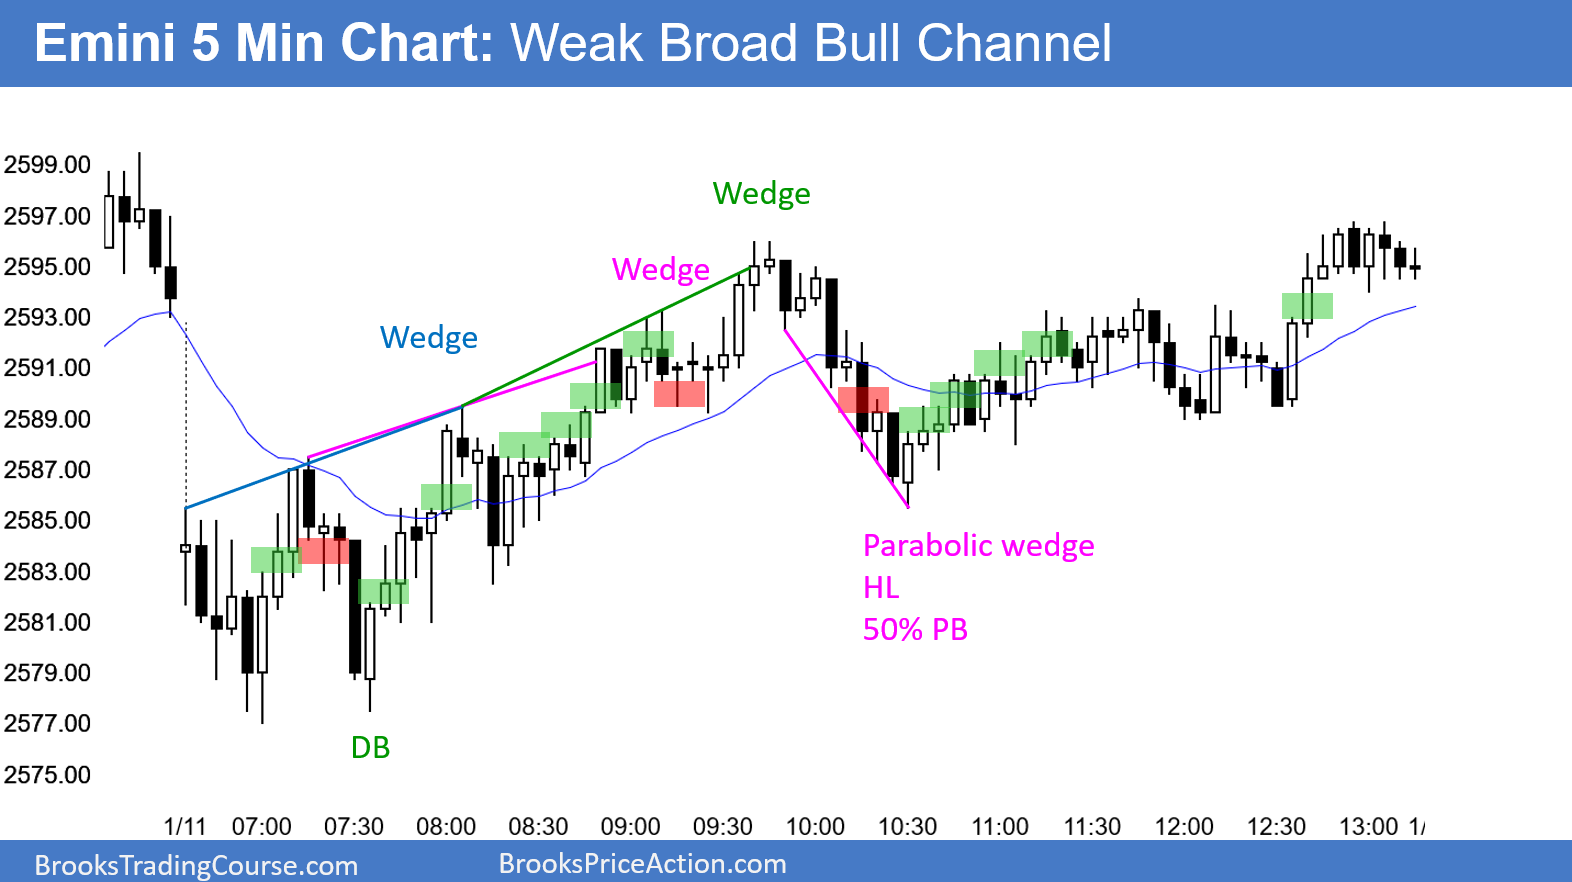 Emini 5 Min Chart: Weak Broad Bull Channel
2599.00
2597.00
2595.00
2593.00
2591.00
2589.00
2587.00
2585.00
2583.00
2581.00
2579.00
2577.00
2575.00
Wedge
Wedge
Wedge
DB
Parabolic wedge
HL
50% PB
1/11 07:00 07:30 08:00 08:30 09:00 09:30 10:00 10:30 11:00 11:30 12:00 12:30 13:00 1/
BrooksTradingCourse.com BrooksPriceAction.com